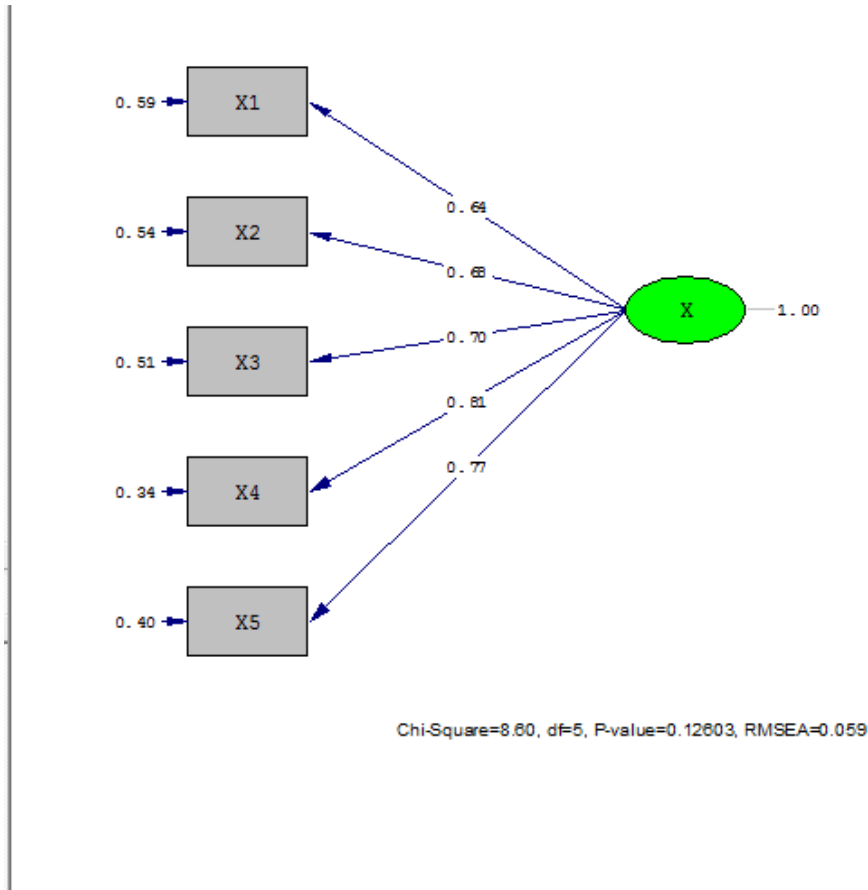 0.59 X1
0.64
0.54 X2
0.68
X 1.00
0.70
0.51 X3
0.81
0.77
0.34 X4
0.40 X5
Chi-Square=8.60, df=5, P-value=0.12603, RMSEA=0.059